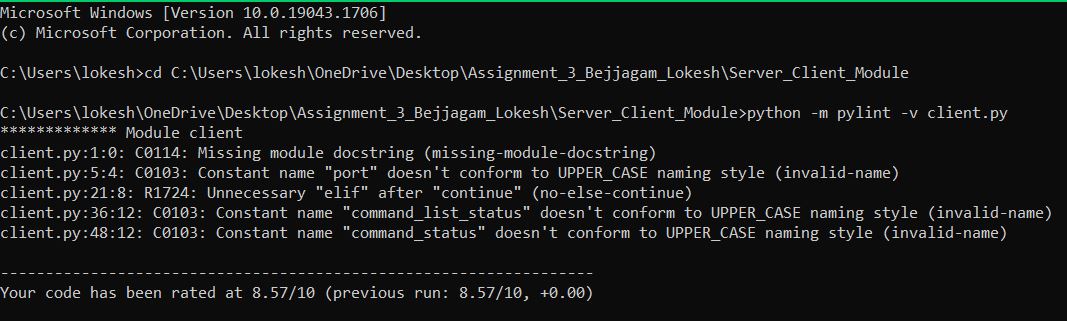 Microsoft Windows [Version 10.0.19043.1706]
(c) Microsoft Corporation. All rights reserved.
C:\Users\lokesh>cd C:\Users\lokesh\OneDrive\Desktop\Assignment_3_Bejjagam_Lokesh\Server_Client_Module
C:\Users\lokesh\OneDrive\Desktop\Assignment_3_Bejjagam_Lokesh\Server_Client_Module>python -m pylint -v client.py
************* Module client
client.py:1:0: C0114: Missing module docstring (missing-module-docstring)
client.py:5:4: C0103: Constant name "port" doesn't conform to UPPER_CASE naming style (invalid-name)
client.py:21:8: R1724: Unnecessary "elif" after "continue" (no-else-continue)
client.py:36:12: C0103: Constant name "command_list_status" doesn't conform to UPPER_CASE naming style (invalid-name)
client.py:48:12: C0103: Constant name "command_status" doesn't conform to UPPER_CASE naming style (invalid-name)
------------------------------------------------------------------
Your code has been rated at 8.57/10 (previous run: 8.57/10, +0.00)